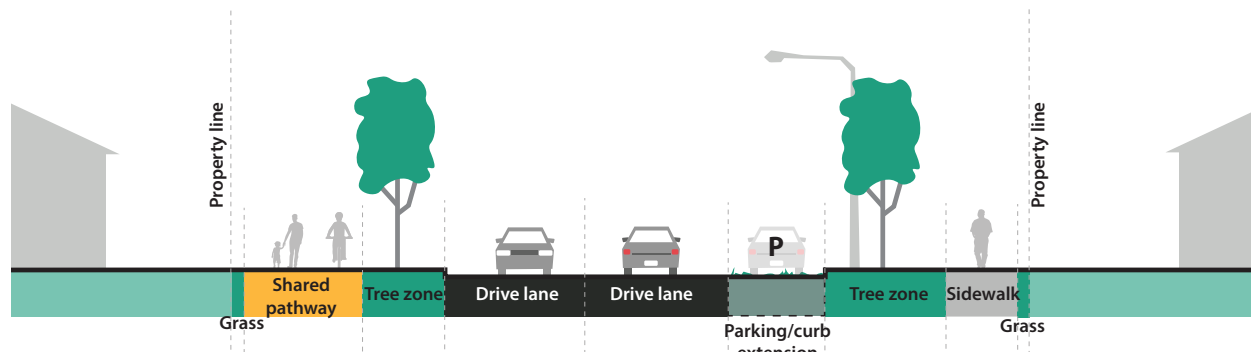 Property line
Property line
P
Shared
pathway
Tree zone
Drive lane
Drive lane
Tree zone
Sidewalk
Grass
Grass
Parking/curb
extension